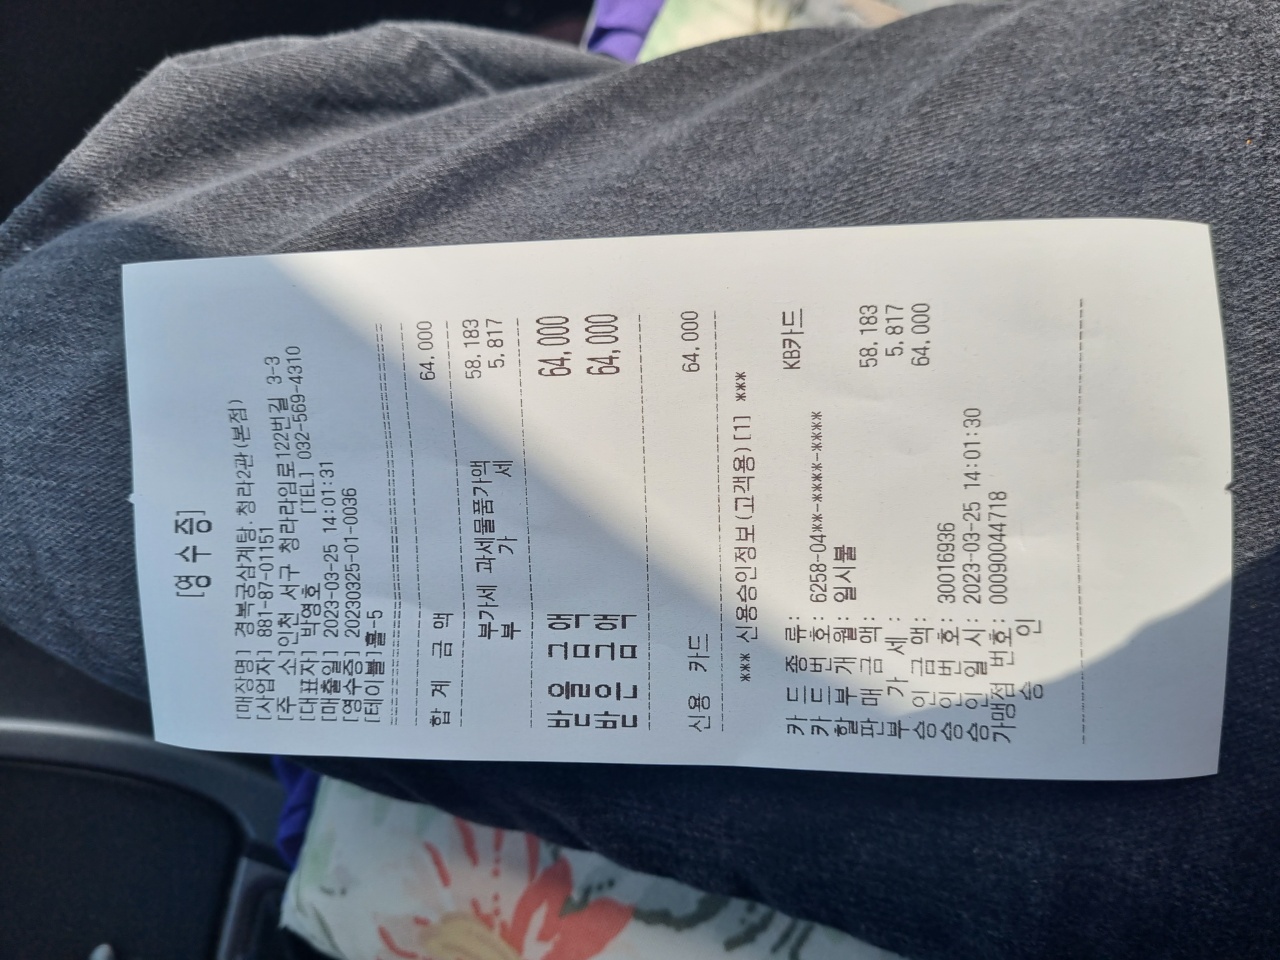 [영 수 증]
[매장명] 경복궁삼계탕.청라2관(본점)
[사업자] 881-87-01151
[주 소] 인천 서구 청라라임로122번길 3-3
[대표자] 박영호 [TEL] 032-569-4310
[매출일] 2023-03-25 14:01:31
[영수증] 20230325-01-0036
[테이블] 홀-5
합 계 금 액 64,000
부가세 과세물품가액 58,183
부 가 세 5,817
받 을 금 액 64,000
받 은 금 액 64,000
신용 카드 64,000
*** 신용승인정보(고객용)[1] ***
카 드 종 류: KB카드
카 드 번 호: 6258-04**-****-****
할 부 개 월: 일시불
판 매 금 액: 58,183
부 가 세 : 5,817
승 인 금 액: 64,000
승 인 번 호: 30016936
승 인 일 시: 2023-03-25 14:01:30
가맹점 번호: 00090044718
승 인